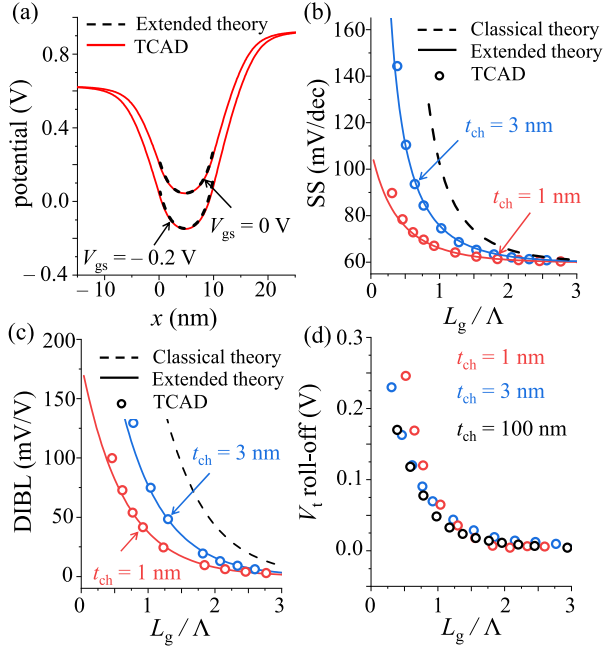 (a)
Extended theory
TCAD
potential (V)
1.2
0.8
0.4
0.0
−0.4
V_gs = 0 V
V_gs = − 0.2 V
−10 0 10 20
x (nm)
(b)
Classical theory
Extended theory
TCAD
SS (mV/dec)
160
140
120
100
80
60
t_ch = 3 nm
t_ch = 1 nm
0 1 2 3
L_g / Λ
(c)
Classical theory
Extended theory
TCAD
DIBL (mV/V)
200
150
100
50
0
t_ch = 3 nm
t_ch = 1 nm
0 1 2 3
L_g / Λ
(d)
V_t roll-off (V)
0.3
0.2
0.1
0.0
t_ch = 1 nm
t_ch = 3 nm
t_ch = 100 nm
0 1 2 3
L_g / Λ